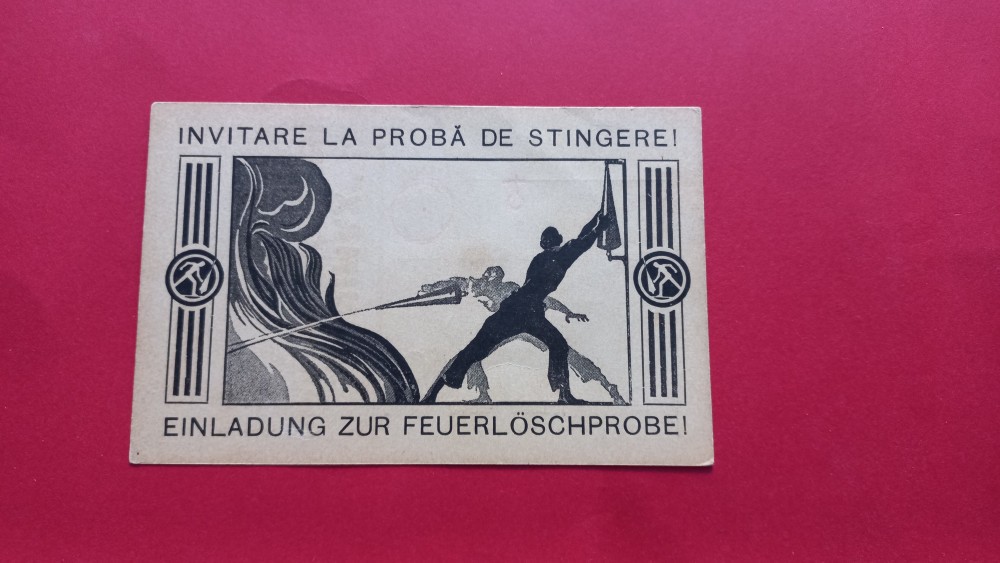 INVITARE LA PROBĂ DE STINGERE!
EINLADUNG ZUR FEUERLÖSCHPROBE!